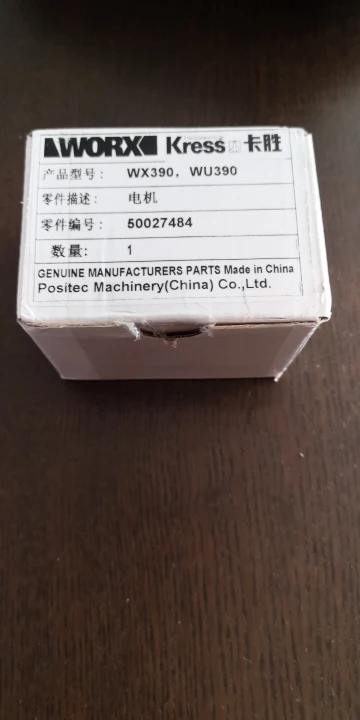 WORX Kress 卡胜
产品型号: WX390, WU390
零件描述: 电机
零件编号: 50027484
数量: 1
GENUINE MANUFACTURERS PARTS Made in China
Positec Machinery(China) Co.,Ltd.